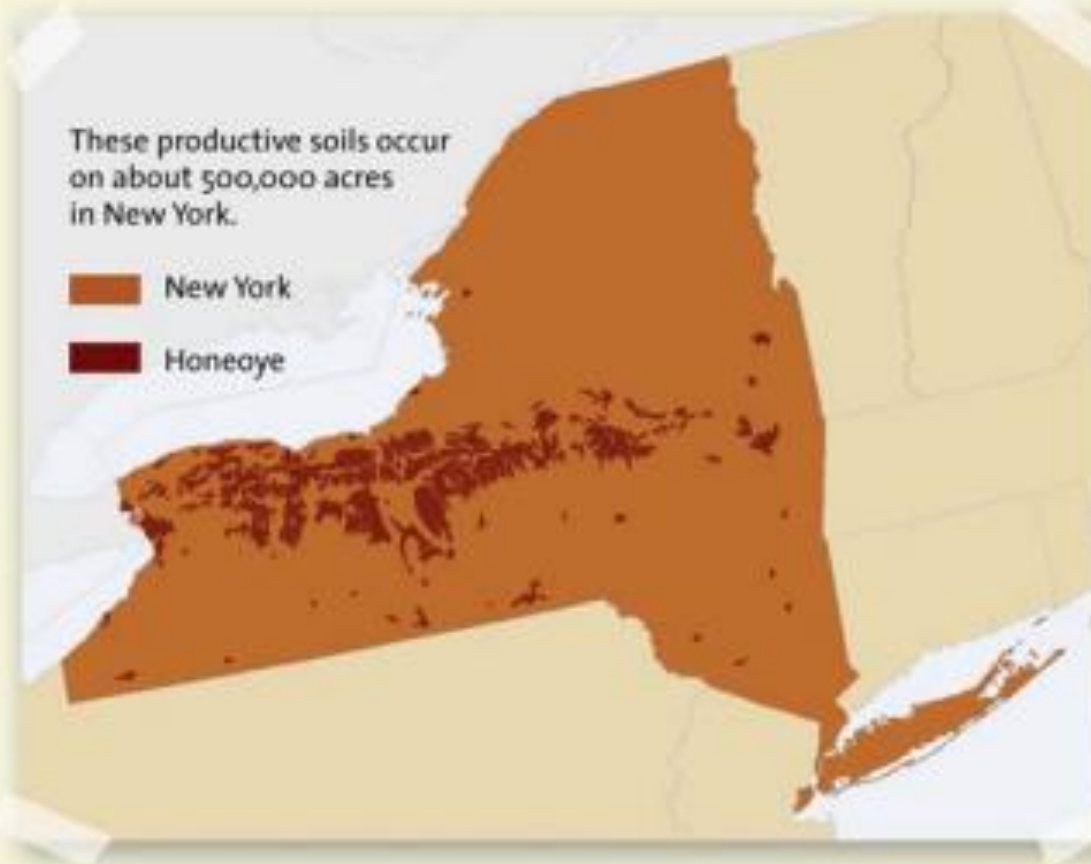 These productive soils occur
on about 500,000 acres
in New York.
New York
Honeoye